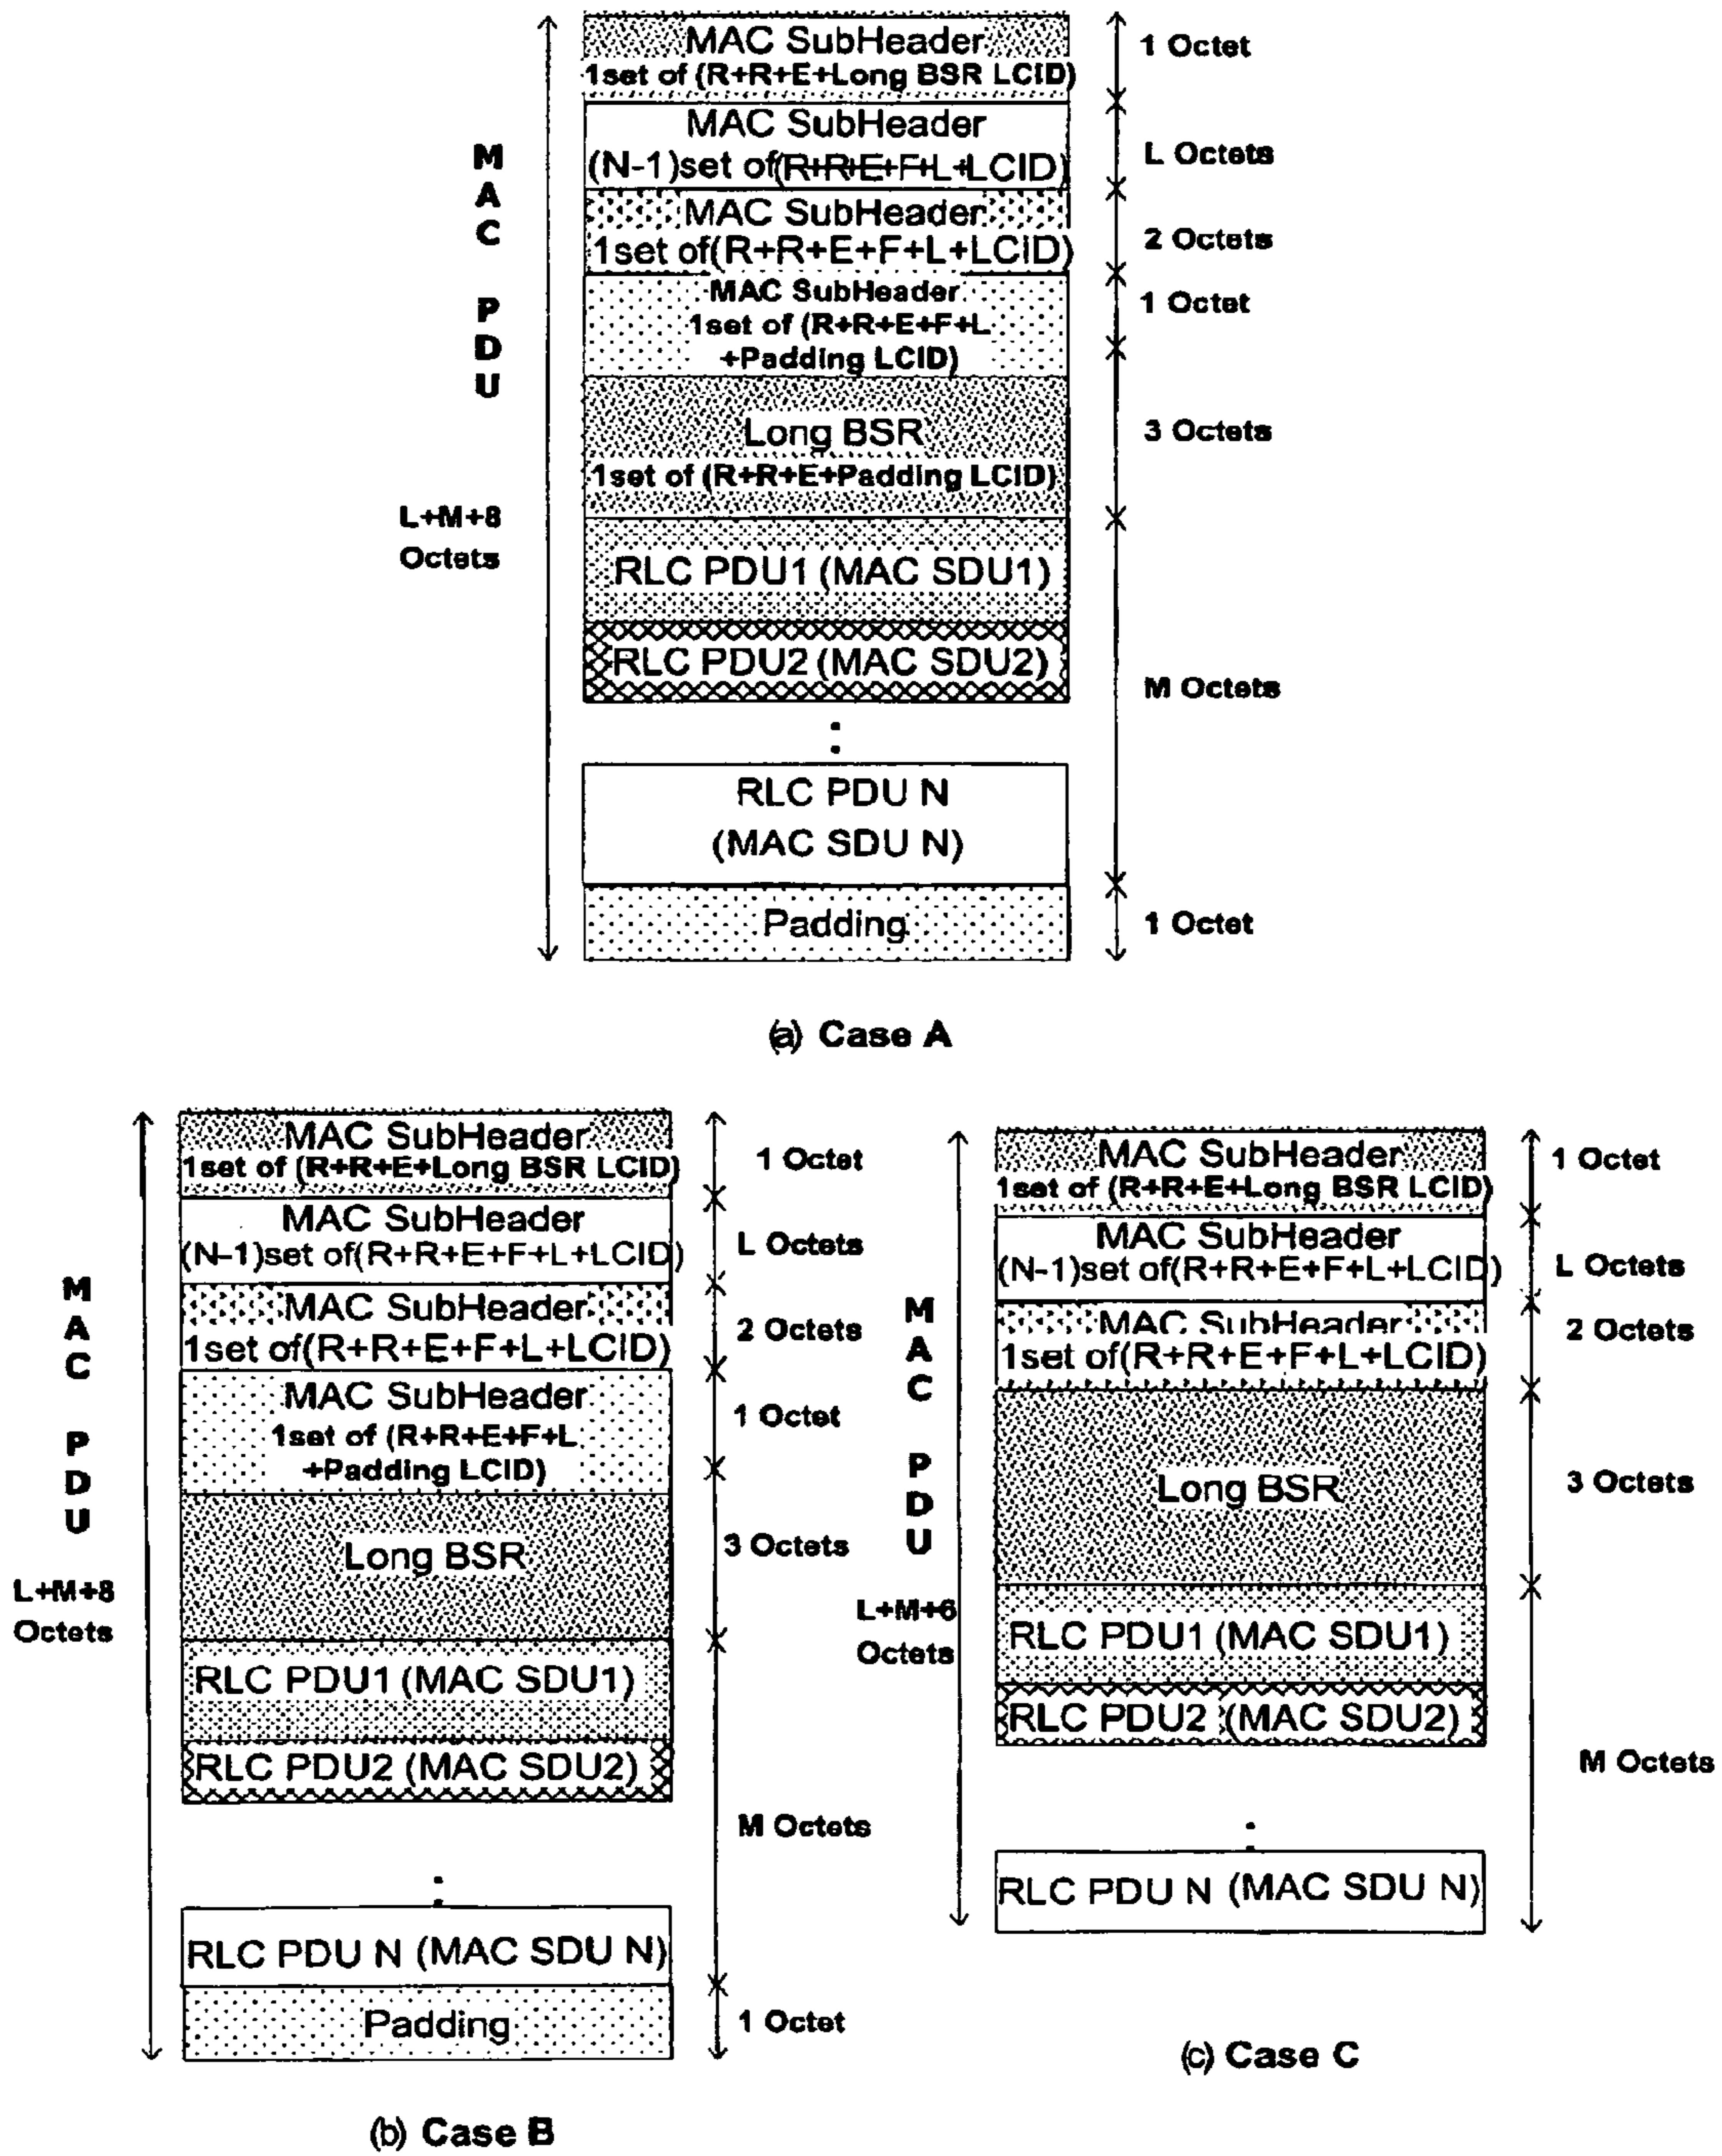 MAC SubHeader
1set of (R+R+E+Long BSR LCID)
1 Octet
MAC SubHeader
(N-1)set of(R+R+E+F+L+LCID)
L Octets
MAC SubHeader
1set of(R+R+E+F+L+LCID)
2 Octets
MAC SubHeader
1set of (R+R+E+F+L
+Padding LCID)
1 Octet
Long BSR
1set of (R+R+E+Padding LCID)
3 Octets
MAC PDU
L+M+8
Octets
RLC PDU1 (MAC SDU1)
RLC PDU2 (MAC SDU2)
M Octets
:
RLC PDU N
(MAC SDU N)
Padding
1 Octet
(a) Case A
MAC SubHeader
1set of (R+R+E+Long BSR LCID)
1 Octet
MAC SubHeader
(N-1)set of(R+R+E+F+L+LCID)
L Octets
MAC SubHeader
1set of(R+R+E+F+L+LCID)
2 Octets
MAC SubHeader
1set of (R+R+E+F+L
+Padding LCID)
1 Octet
Long BSR
3 Octets
MAC PDU
L+M+8
Octets
RLC PDU1 (MAC SDU1)
RLC PDU2 (MAC SDU2)
M Octets
:
RLC PDU N (MAC SDU N)
Padding
1 Octet
(b) Case B
MAC SubHeader
1set of (R+R+E+Long BSR LCID)
1 Octet
MAC SubHeader
(N-1)set of(R+R+E+F+L+LCID)
L Octets
MAC SubHeader
1set of(R+R+E+F+L+LCID)
2 Octets
Long BSR
3 Octets
MAC PDU
L+M+6
Octets
RLC PDU1 (MAC SDU1)
RLC PDU2 (MAC SDU2)
M Octets
:
RLC PDU N (MAC SDU N)
(c) Case C